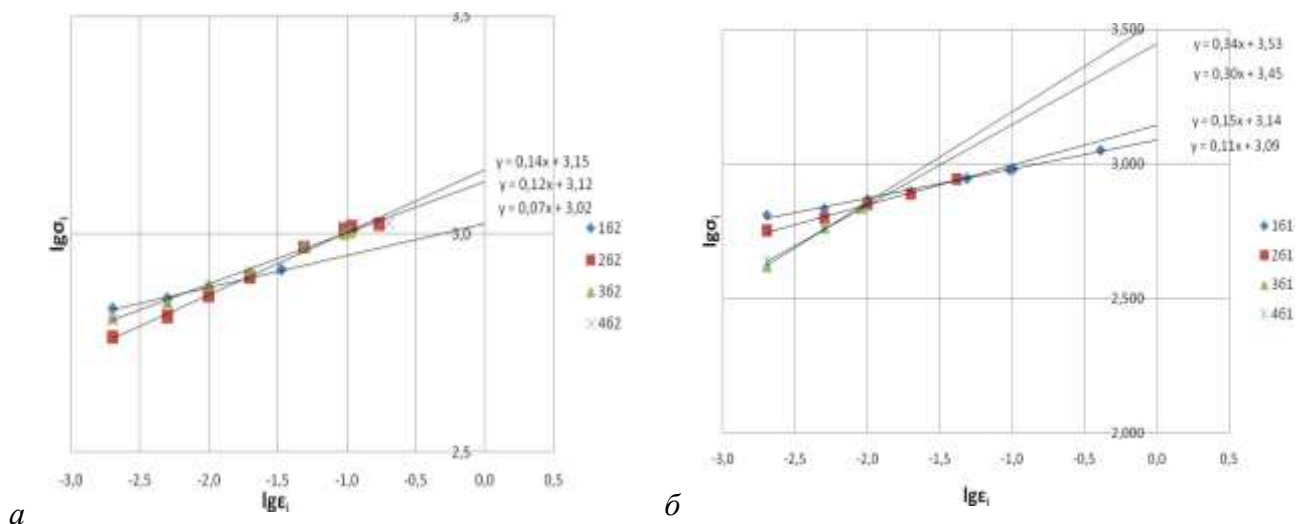 3,5
y = 0,14x + 3,15
y = 0,12x + 3,12
y = 0,07x + 3,02
3,0
2,5
lgσᵢ
-3,0 -2,5 -2,0 -1,5 -1,0 -0,5 0,0 0,5
lgεᵢ
162
262
362
462
а
3,500
y = 0,34x + 3,53
y = 0,30x + 3,45
y = 0,15x + 3,14
y = 0,11x + 3,09
3,000
2,500
2,000
lgσᵢ
-3,0 -2,5 -2,0 -1,5 -1,0 -0,5 0,0 0,5
lgεᵢ
161
261
361
461
б